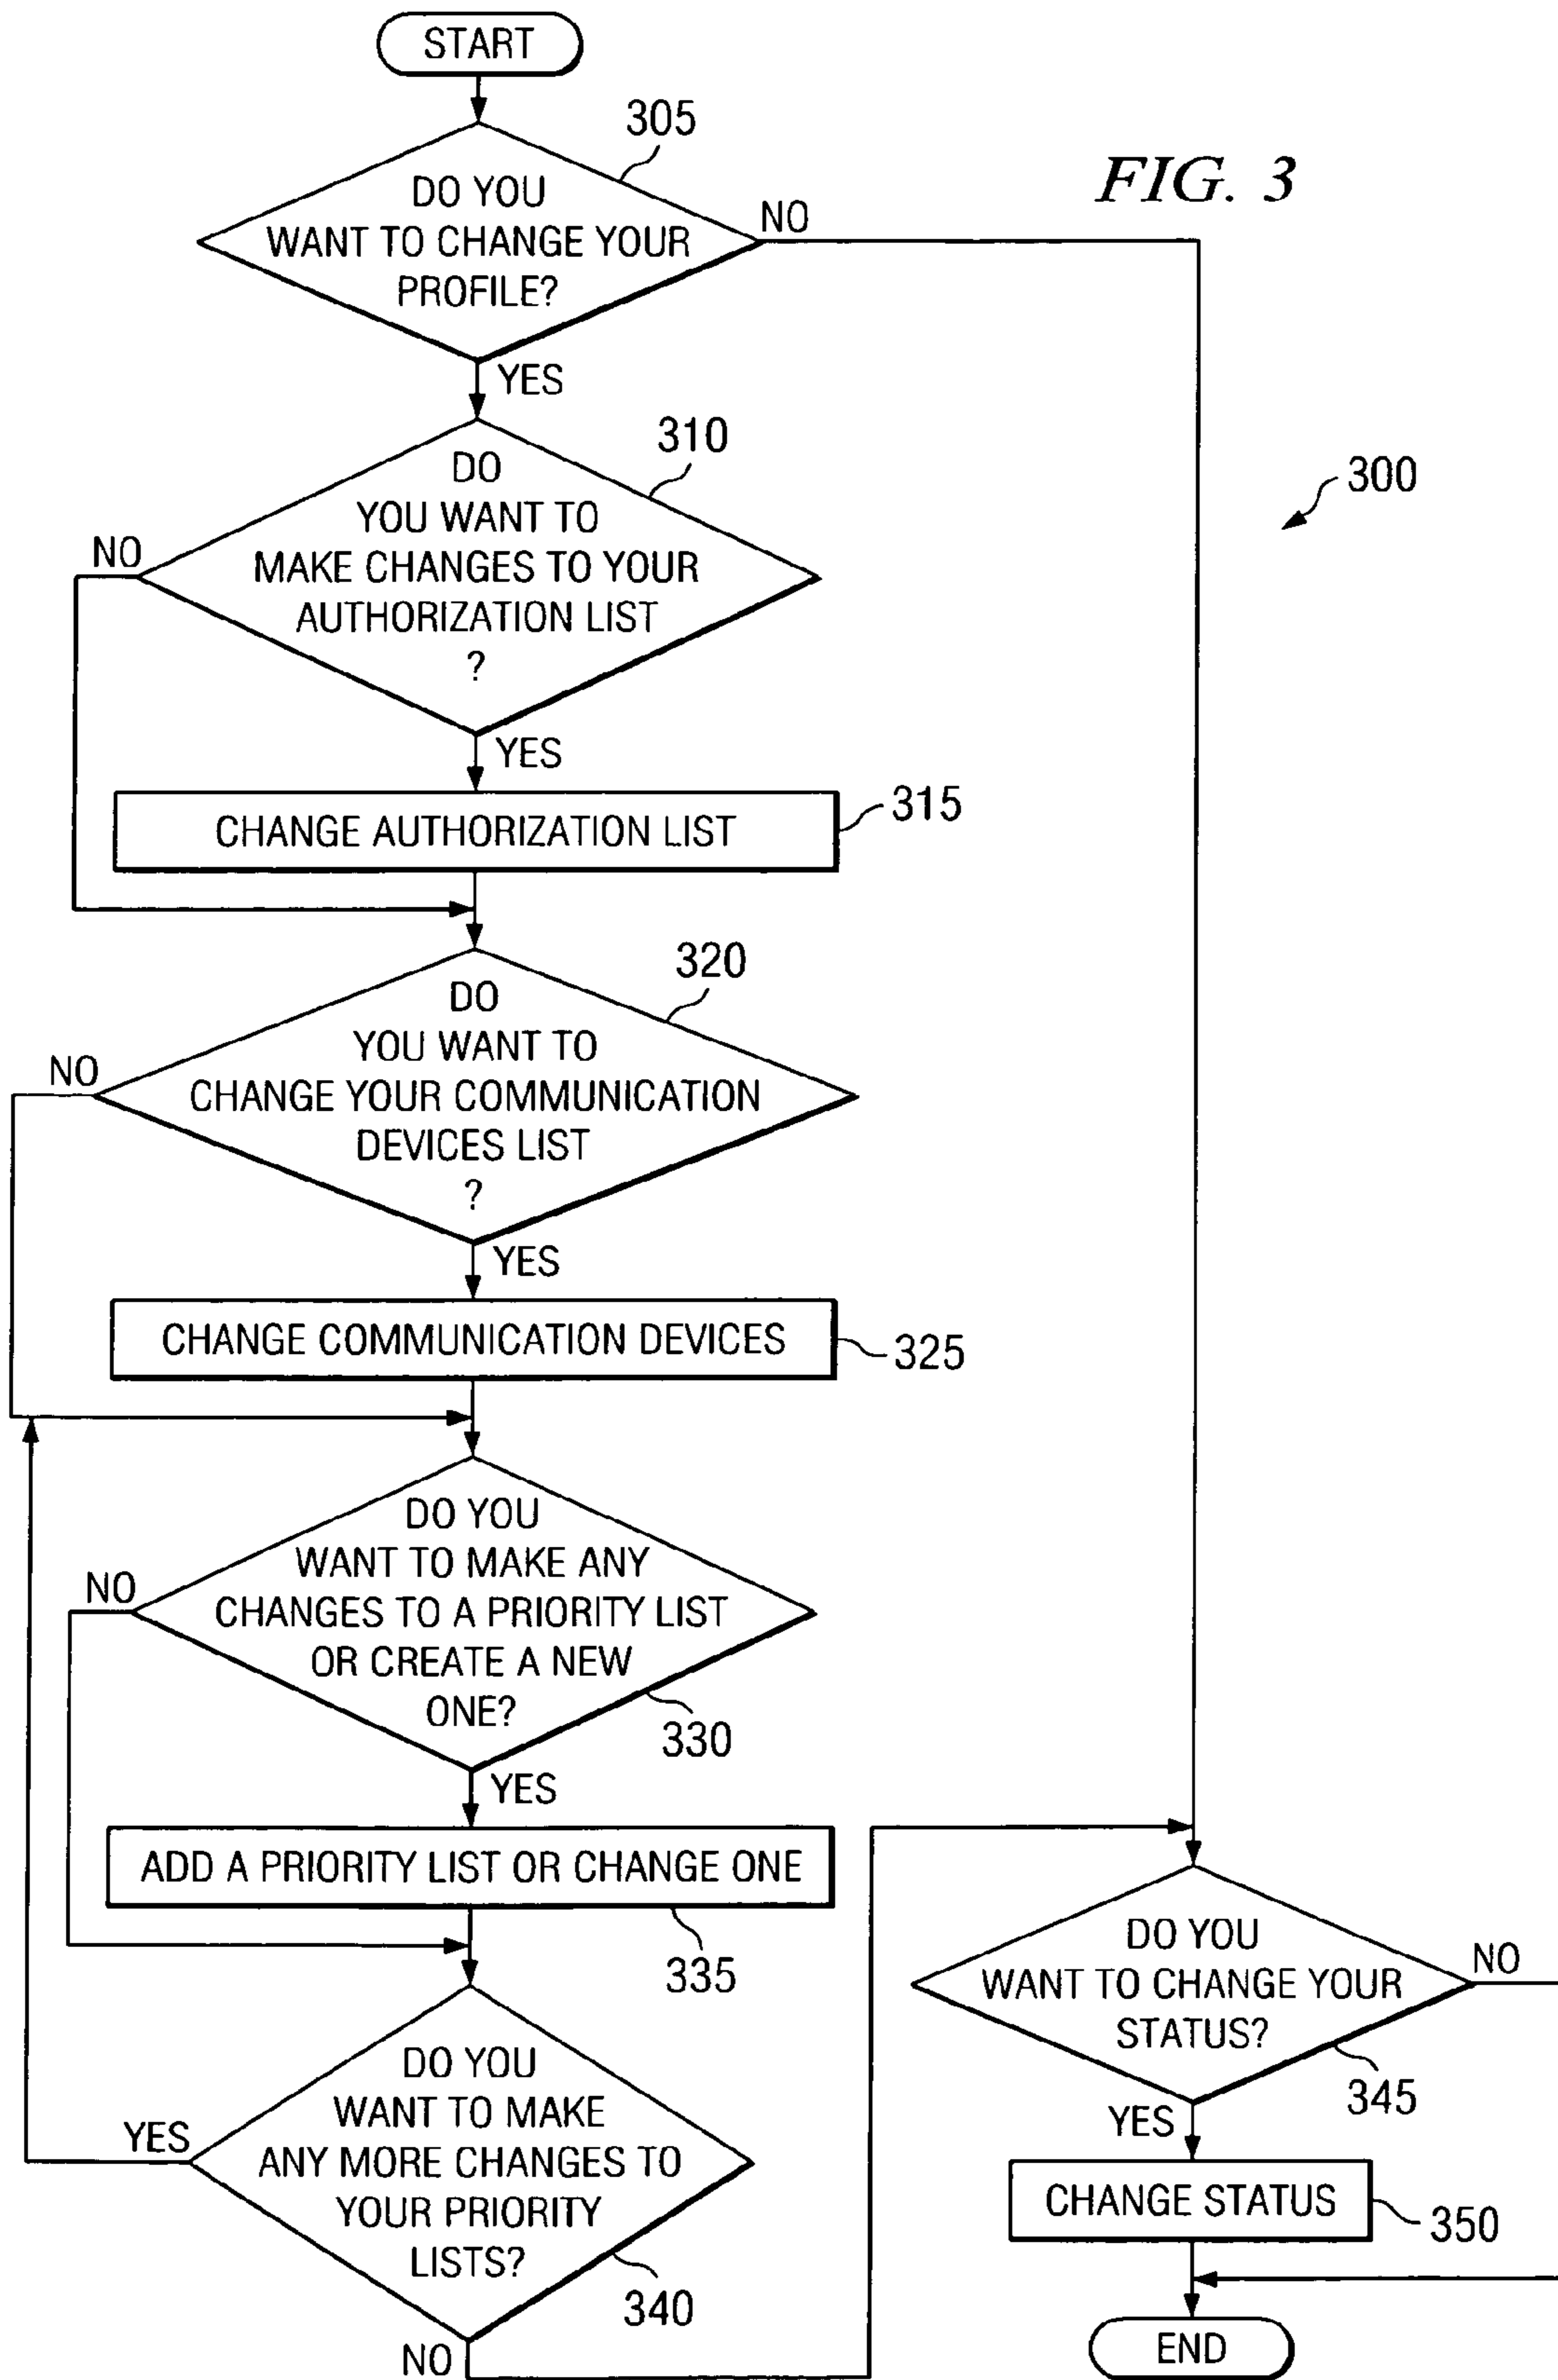 START
305
FIG. 3
DO YOU
WANT TO CHANGE YOUR
PROFILE?
NO
YES
310
300
DO
YOU WANT TO
MAKE CHANGES TO YOUR
AUTHORIZATION LIST
?
NO
YES
CHANGE AUTHORIZATION LIST
315
320
DO
YOU WANT TO
CHANGE YOUR COMMUNICATION
DEVICES LIST
?
NO
YES
CHANGE COMMUNICATION DEVICES
325
DO YOU
WANT TO MAKE ANY
CHANGES TO A PRIORITY LIST
OR CREATE A NEW
ONE?
NO
330
YES
ADD A PRIORITY LIST OR CHANGE ONE
335
DO YOU
WANT TO MAKE
ANY MORE CHANGES TO
YOUR PRIORITY
LISTS?
YES
340
NO
DO YOU
WANT TO CHANGE YOUR
STATUS?
NO
345
YES
CHANGE STATUS
350
END